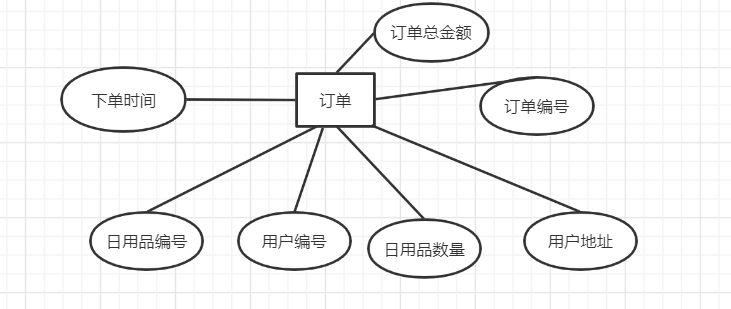 订单总金额
下单时间
订单
订单编号
日用品编号
用户编号
日用品数量
用户地址